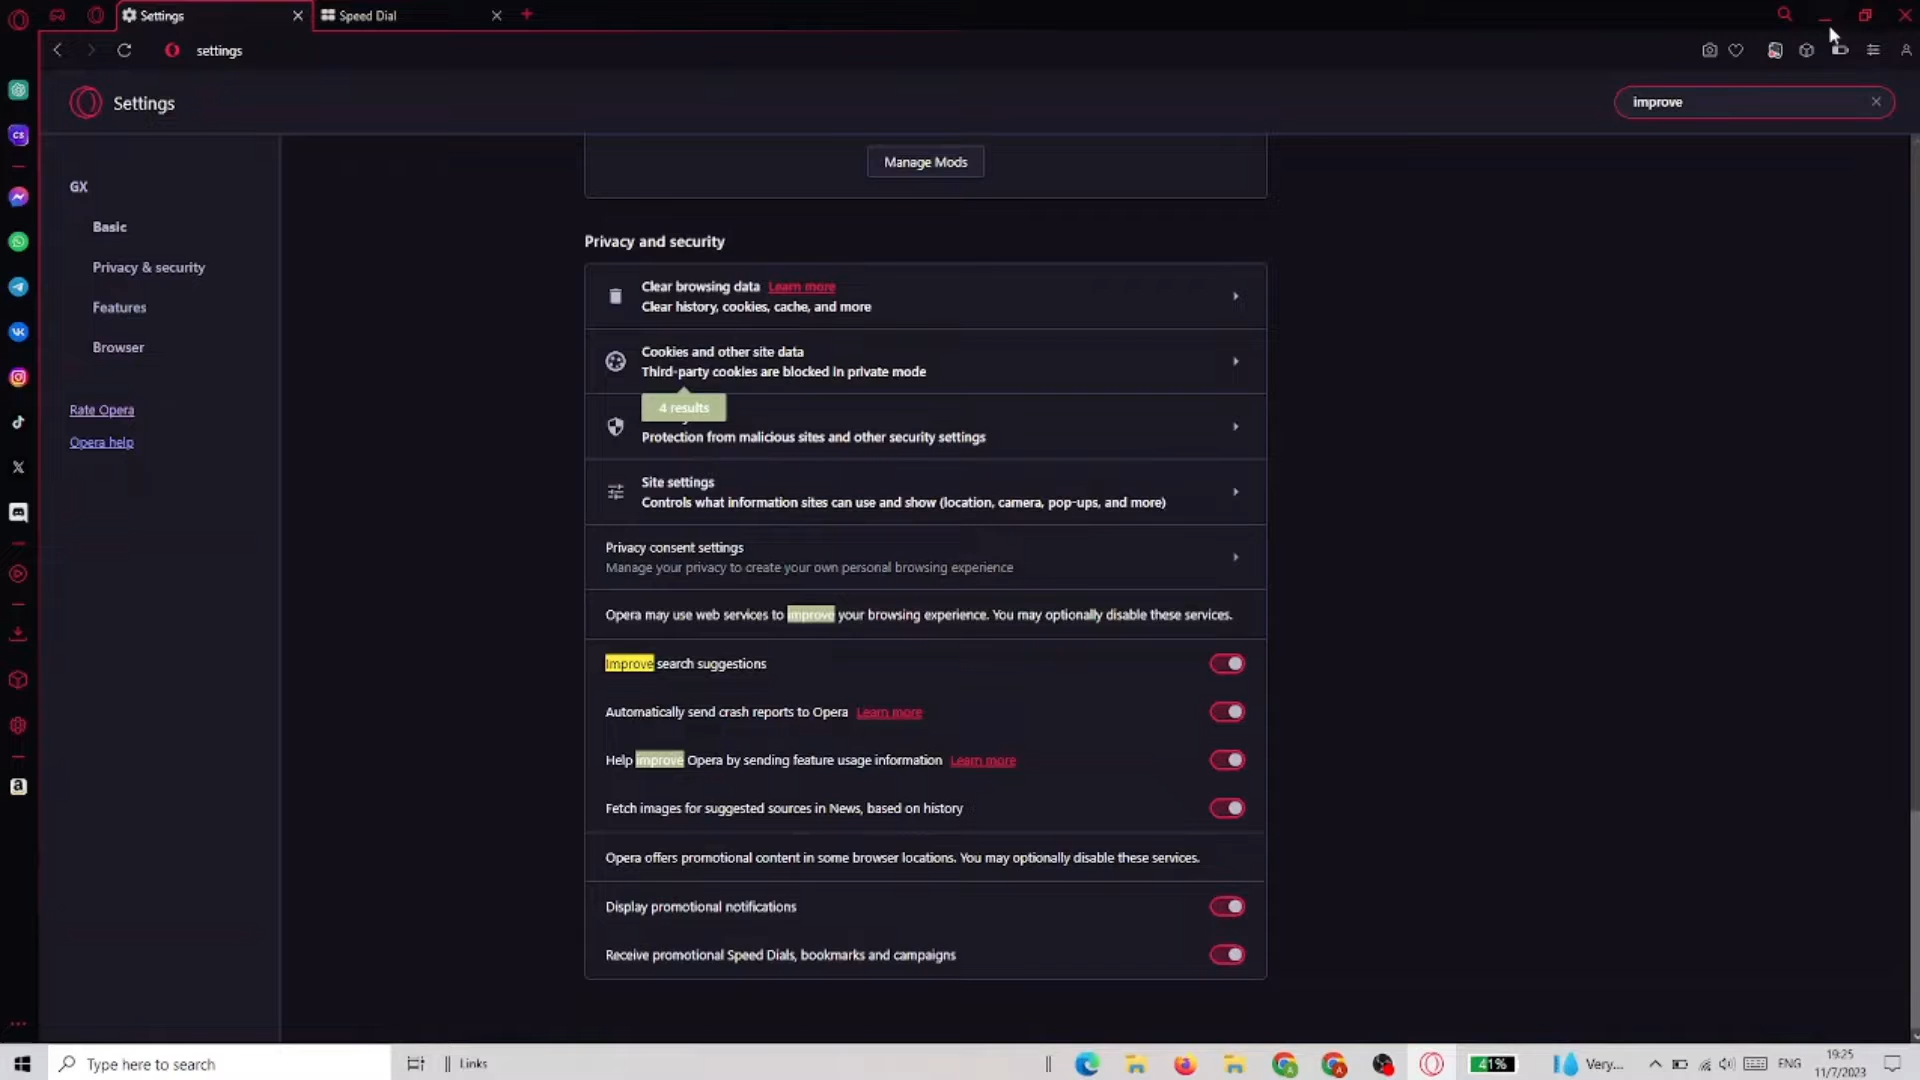 Settings
Speed Dial
settings
Settings
improve
GX
Basic
Privacy & security
Features
Browser
Rate Opera
Opera help
Manage Mods
Privacy and security
Clear browsing data Learn more
Clear history, cookies, cache, and more
Cookies and other site data
Third-party cookies are blocked in private mode
4 results
Protection from malicious sites and other security settings
Site settings
Controls what information sites can use and show (location, camera, pop-ups, and more)
Privacy consent settings
Manage your privacy to create your own personal browsing experience
Opera may use web services to improve your browsing experience. You may optionally disable these services.
Improve search suggestions
Automatically send crash reports to Opera Learn more
Help improve Opera by sending feature usage information Learn more
Fetch images for suggested sources in News, based on history
Opera offers promotional content in some browser locations. You may optionally disable these services.
Display promotional notifications
Receive promotional Speed Dials, bookmarks and campaigns
CS
VK
X
a
Type here to search
Links
41%
Very...
ENG
19:25
11/7/2023